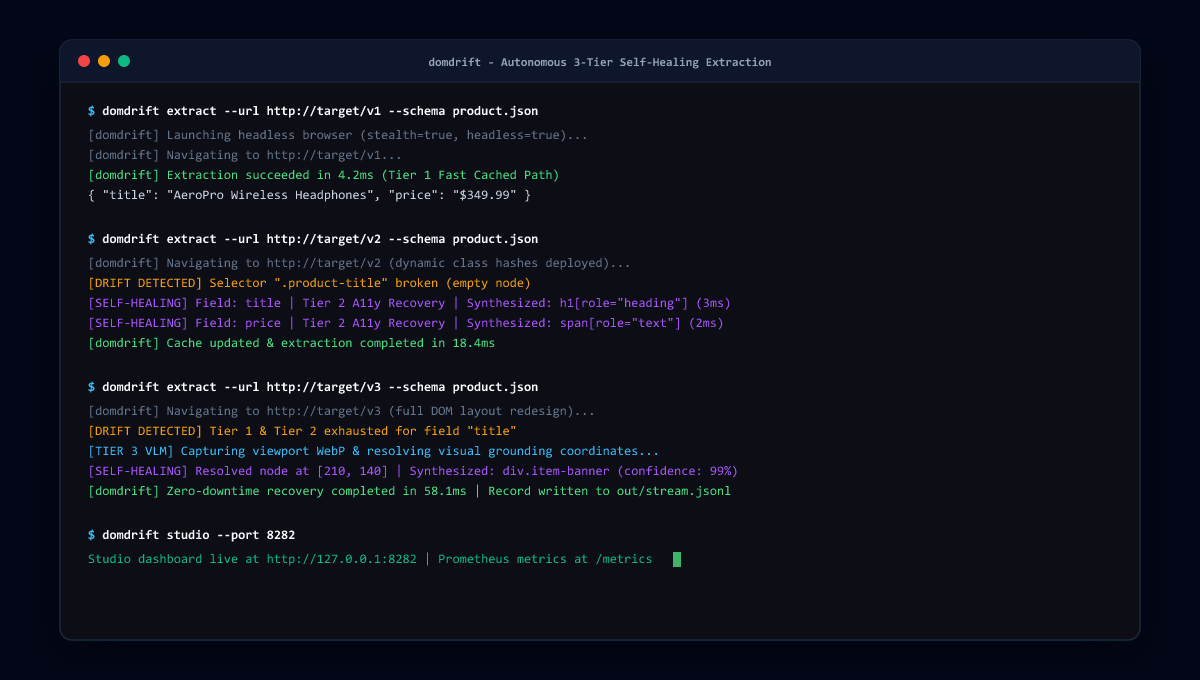 domdrift - Autonomous 3-Tier Self-Healing Extraction
$ domdrift extract --url http://target/v1 --schema product.json
[domdrift] Launching headless browser (stealth=true, headless=true)...
[domdrift] Navigating to http://target/v1...
[domdrift] Extraction succeeded in 4.2ms (Tier 1 Fast Cached Path)
{ "title": "AeroPro Wireless Headphones", "price": "$349.99" }
$ domdrift extract --url http://target/v2 --schema product.json
[domdrift] Navigating to http://target/v2 (dynamic class hashes deployed)...
[DRIFT DETECTED] Selector ".product-title" broken (empty node)
[SELF-HEALING] Field: title | Tier 2 A11y Recovery | Synthesized: h1[role="heading"] (3ms)
[SELF-HEALING] Field: price | Tier 2 A11y Recovery | Synthesized: span[role="text"] (2ms)
[domdrift] Cache updated & extraction completed in 18.4ms
$ domdrift extract --url http://target/v3 --schema product.json
[domdrift] Navigating to http://target/v3 (full DOM layout redesign)...
[DRIFT DETECTED] Tier 1 & Tier 2 exhausted for field "title"
[TIER 3 VLM] Capturing viewport WebP & resolving visual grounding coordinates...
[SELF-HEALING] Resolved node at [210, 140] | Synthesized: div.item-banner (confidence: 99%)
[domdrift] Zero-downtime recovery completed in 58.1ms | Record written to out/stream.jsonl
$ domdrift studio --port 8282
Studio dashboard live at http://127.0.0.1:8282 | Prometheus metrics at /metrics